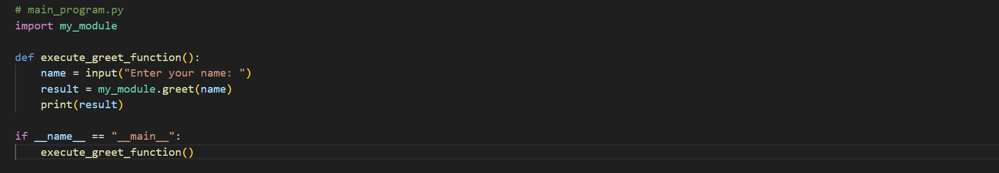 # main_program.py
import my_module
def execute_greet_function():
    name = input("Enter your name: ")
    result = my_module.greet(name)
    print(result)
if __name__ == "__main__":
    execute_greet_function()